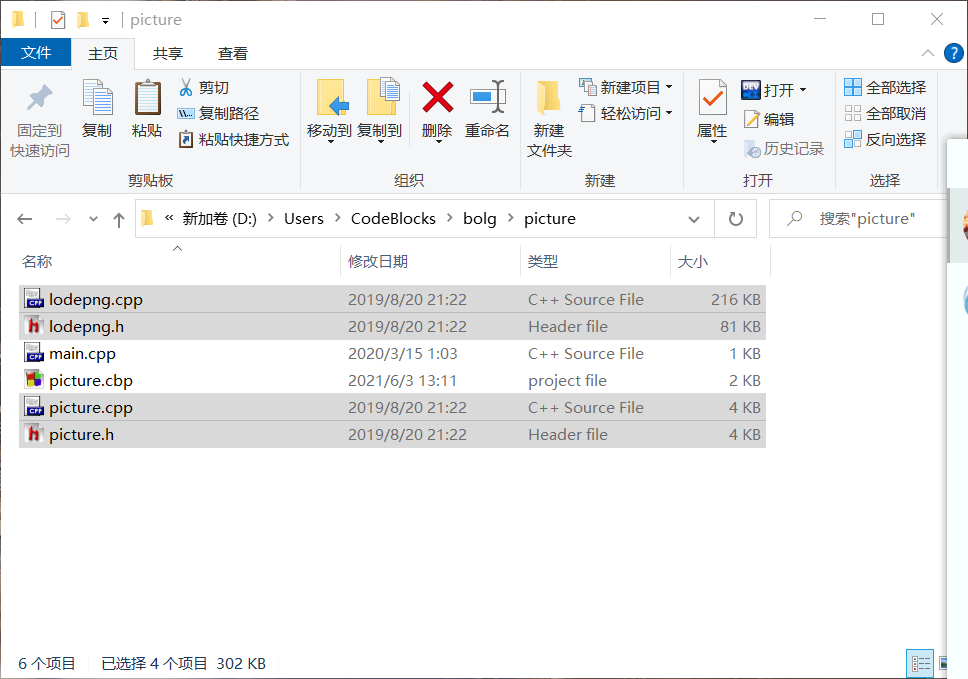 picture
文件 主页 共享 查看
固定到
快速访问
复制
粘贴
剪切
复制路径
粘贴快捷方式
剪贴板
移动到 复制到 删除 重命名
组织
新建
文件夹
新建项目
轻松访问
新建
属性
打开
编辑
历史记录
打开
全部选择
全部取消
反向选择
选择
« 新加卷 (D:) > Users > CodeBlocks > bolg > picture
搜索"picture"
名称 修改日期 类型 大小
lodepng.cpp 2019/8/20 21:22 C++ Source File 216 KB
lodepng.h 2019/8/20 21:22 Header file 81 KB
main.cpp 2020/3/15 1:03 C++ Source File 1 KB
picture.cbp 2021/6/3 13:11 project file 2 KB
picture.cpp 2019/8/20 21:22 C++ Source File 4 KB
picture.h 2019/8/20 21:22 Header file 4 KB
6 个项目 已选择 4 个项目 302 KB